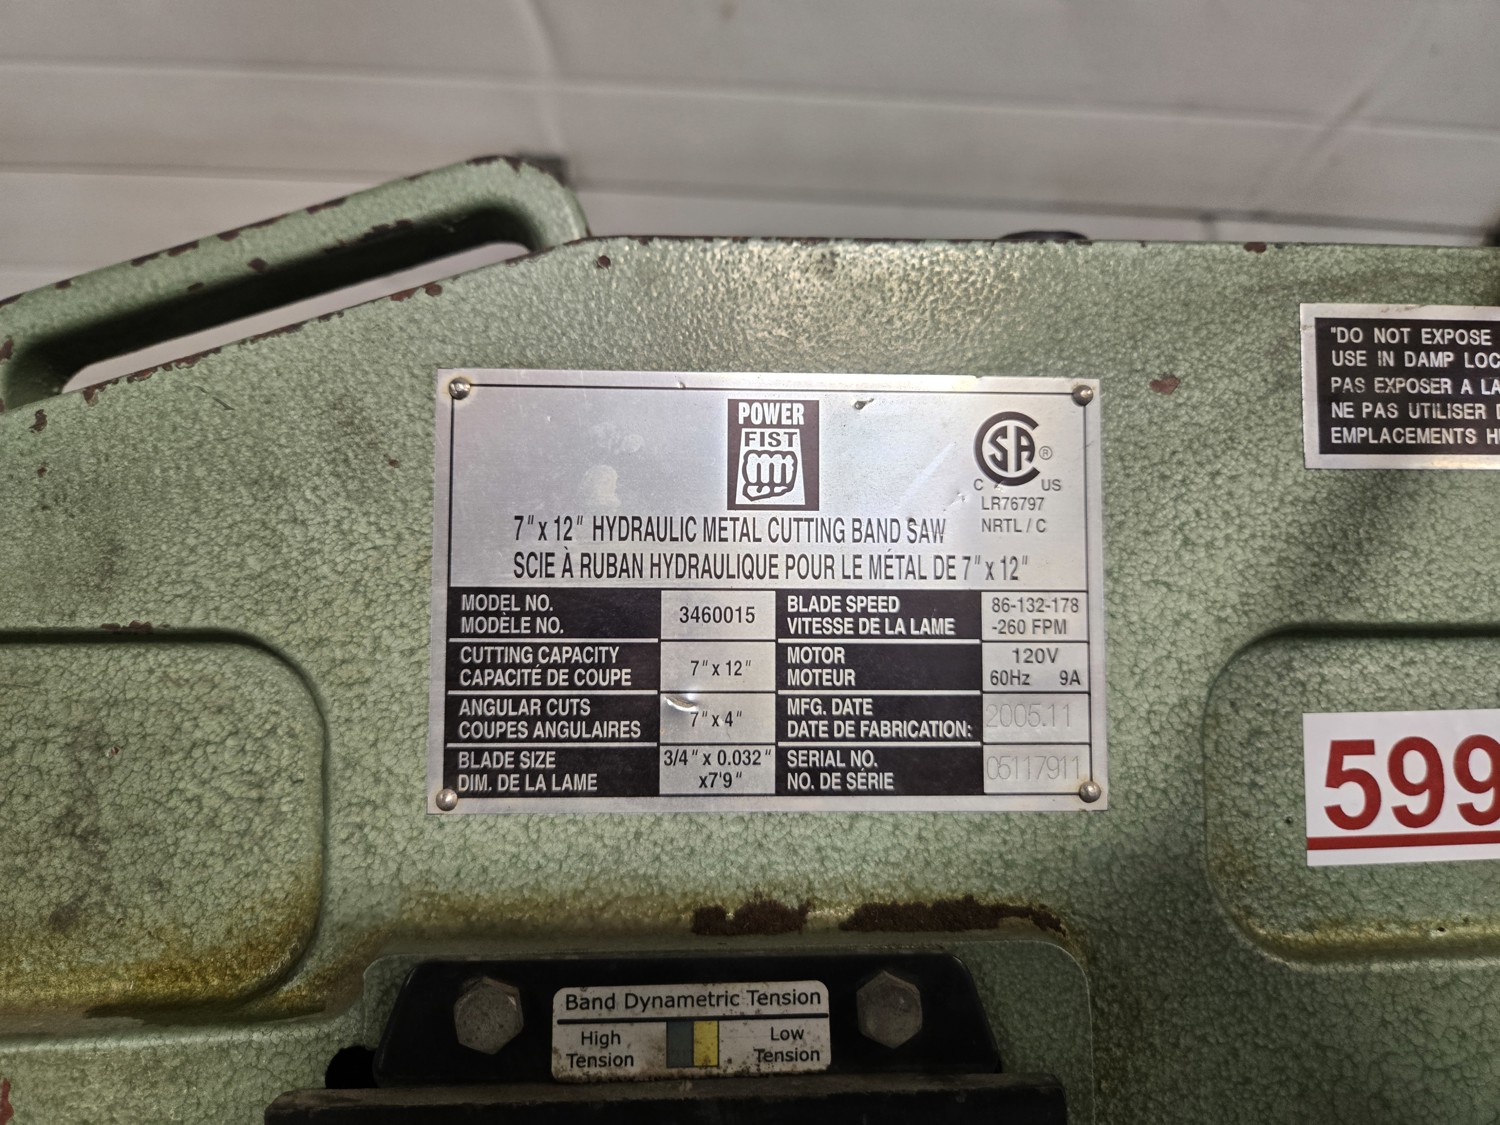 POWER
FIST
CSA ®
C US
LR76797
NRTL / C
7" x 12" HYDRAULIC METAL CUTTING BAND SAW
SCIE À RUBAN HYDRAULIQUE POUR LE MÉTAL DE 7" x 12"
MODEL NO.
MODÈLE NO.
3460015
BLADE SPEED
VITESSE DE LA LAME
86-132-178
-260 FPM
CUTTING CAPACITY
CAPACITÉ DE COUPE
7" x 12"
MOTOR
MOTEUR
120V
60Hz 9A
ANGULAR CUTS
COUPES ANGULAIRES
7" x 4"
MFG. DATE
DATE DE FABRICATION:
2005.11
BLADE SIZE
DIM. DE LA LAME
3/4" x 0.032"
x7'9"
SERIAL NO.
NO. DE SÉRIE
05117911
"DO NOT EXPOSE
USE IN DAMP LOC
PAS EXPOSER A LA
NE PAS UTILISER
EMPLACEMENTS H
599
Band Dynametric Tension
High
Tension
Low
Tension